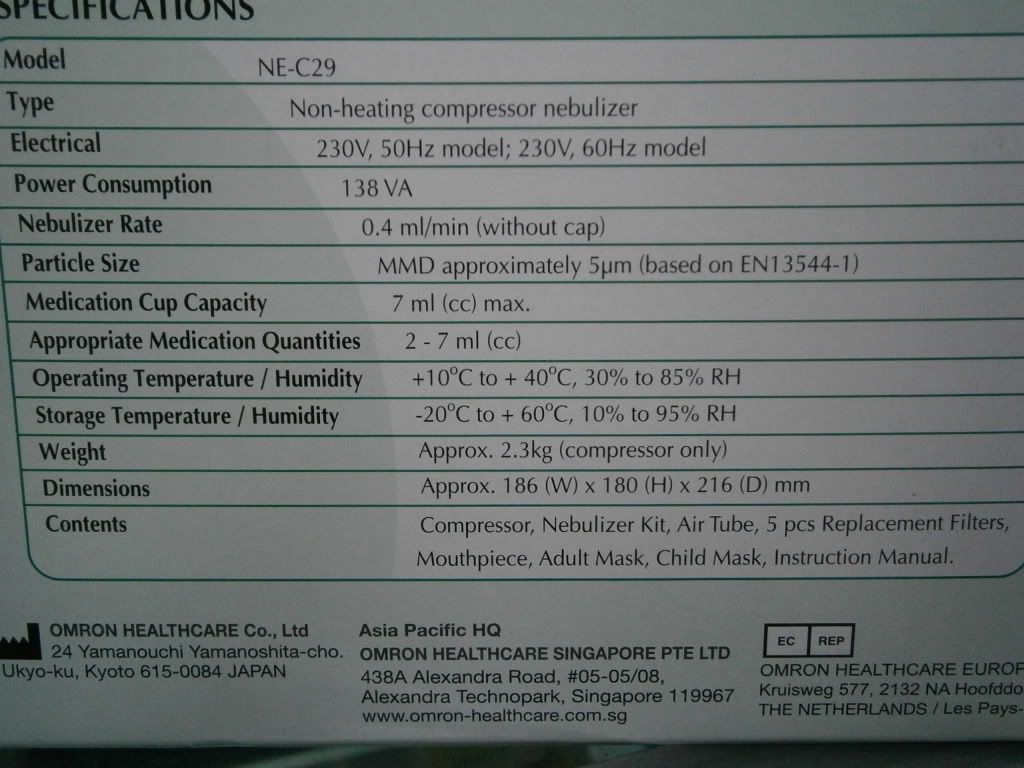 SPECIFICATIONS
Model NE-C29
Type Non-heating compressor nebulizer
Electrical 230V, 50Hz model; 230V, 60Hz model
Power Consumption 138 VA
Nebulizer Rate 0.4 ml/min (without cap)
Particle Size MMD approximately 5µm (based on EN13544-1)
Medication Cup Capacity 7 ml (cc) max.
Appropriate Medication Quantities 2 - 7 ml (cc)
Operating Temperature / Humidity +10°C to + 40°C, 30% to 85% RH
Storage Temperature / Humidity -20°C to + 60°C, 10% to 95% RH
Weight Approx. 2.3kg (compressor only)
Dimensions Approx. 186 (W) x 180 (H) x 216 (D) mm
Contents Compressor, Nebulizer Kit, Air Tube, 5 pcs Replacement Filters,
Mouthpiece, Adult Mask, Child Mask, Instruction Manual.
OMRON HEALTHCARE Co., Ltd
24 Yamanouchi Yamanoshita-cho.
Ukyo-ku, Kyoto 615-0084 JAPAN
Asia Pacific HQ
OMRON HEALTHCARE SINGAPORE PTE LTD
438A Alexandra Road, #05-05/08,
Alexandra Technopark, Singapore 119967
www.omron-healthcare.com.sg
EC REP
OMRON HEALTHCARE EUROP
Kruisweg 577, 2132 NA Hoofddo
THE NETHERLANDS / Les Pays-